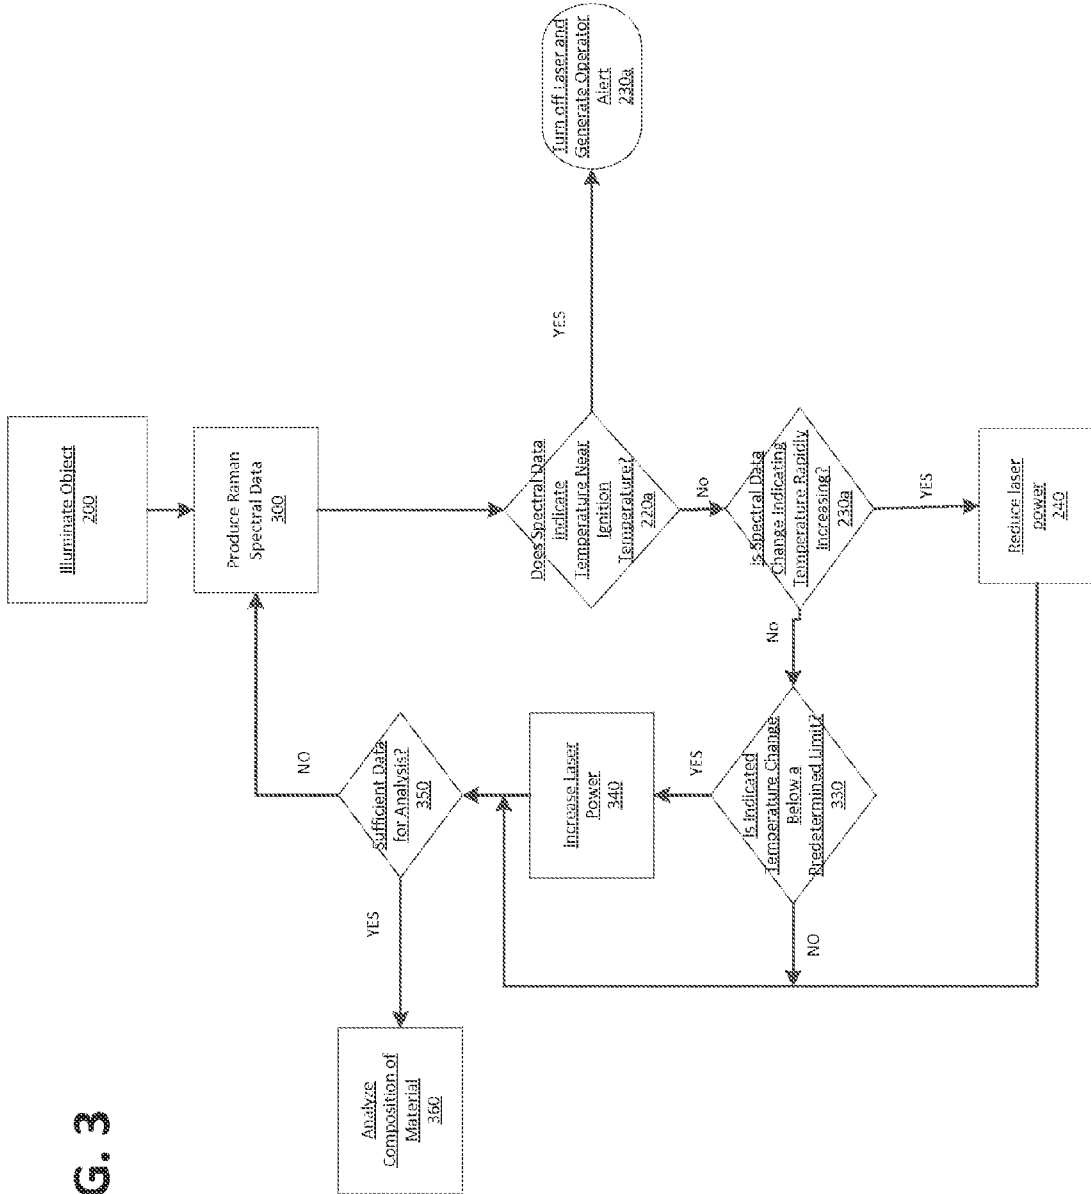 Illuminate Object
200
Produce Raman
Spectral Data
300
Does Spectral Data
indicate
Temperature Near
Ignition
Temperature?
220a
YES
Turn off Laser and
Generate Operator
Alert
230a
No
Is Spectral Data
Change Indicating
Temperature Rapidly
Increasing?
230a
YES
Reduce laser
power
240
No
Is Indicated
Temperature Change
Below a
Predetermined Limit?
330
NO
YES
Increase Laser
Power
340
Sufficient Data
for Analysis?
350
NO
YES
Analyze
Composition of
Material
360
G. 3